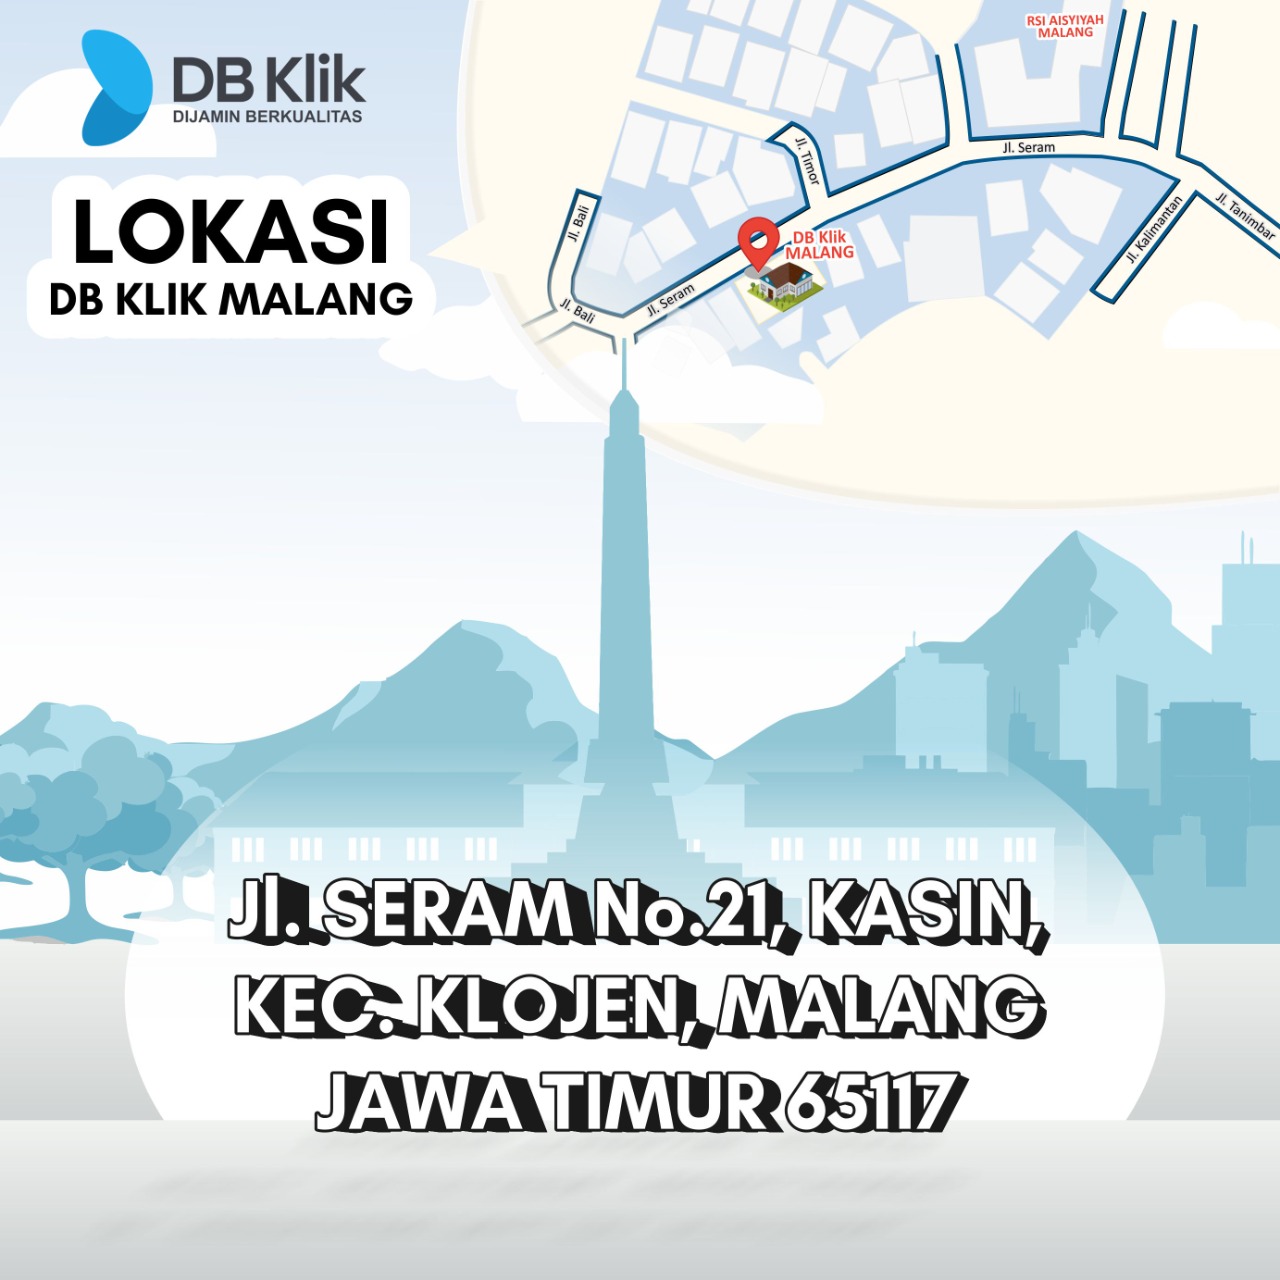 DB Klik
DIJAMIN BERKUALITAS
LOKASI
DB KLIK MALANG
RSI AISYIYAH
MALANG
Jl. Seram
Jl. Timor
Jl. Bali
DB Klik
MALANG
Jl. Kalimantan
Jl. Tanimbar
Jl. Bali
Jl. Seram
Jl. SERAM No.21, KASIN,
KEC. KLOJEN, MALANG
JAWA TIMUR 65117